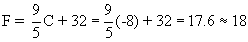 F = 9/5 C + 32 = 9/5 (-8) + 32 = 17.6 ≈ 18